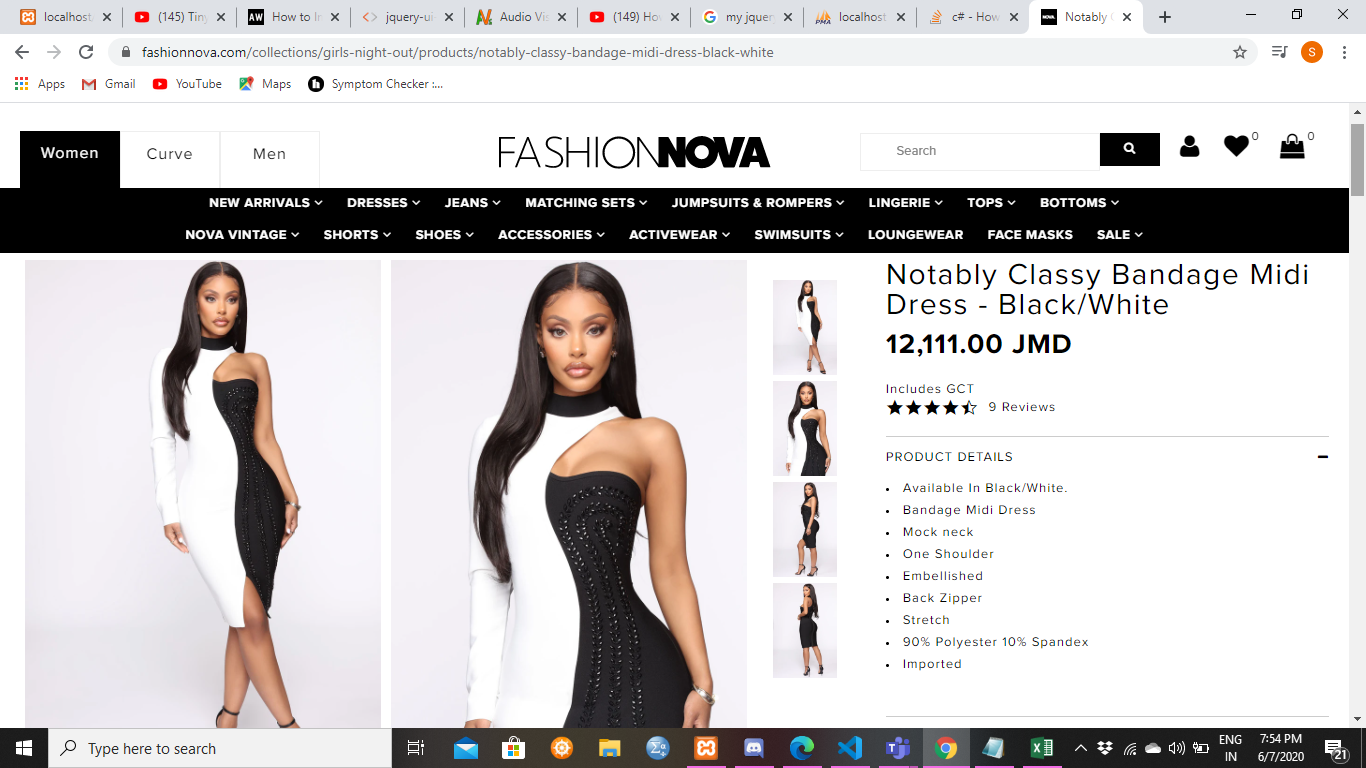 localhost
(145) Tiny
How to In
jquery-ui
Audio Vis
(149) How
my jquer
localhost
c# - How
Notably C
fashionnova.com/collections/girls-night-out/products/notably-classy-bandage-midi-dress-black-white
S
Apps
Gmail
YouTube
Maps
Symptom Checker :...
Women
Curve
Men
FASHIONNOVA
Search
0
0
NEW ARRIVALS DRESSES JEANS MATCHING SETS JUMPSUITS & ROMPERS LINGERIE TOPS BOTTOMS
NOVA VINTAGE SHORTS SHOES ACCESSORIES ACTIVEWEAR SWIMSUITS LOUNGEWEAR FACE MASKS SALE
Notably Classy Bandage Midi
Dress - Black/White
12,111.00 JMD
Includes GCT
9 Reviews
PRODUCT DETAILS
Available In Black/White.
Bandage Midi Dress
Mock neck
One Shoulder
Embellished
Back Zipper
Stretch
90% Polyester 10% Spandex
Imported
Type here to search
ENG
IN
7:54 PM
6/7/2020
21